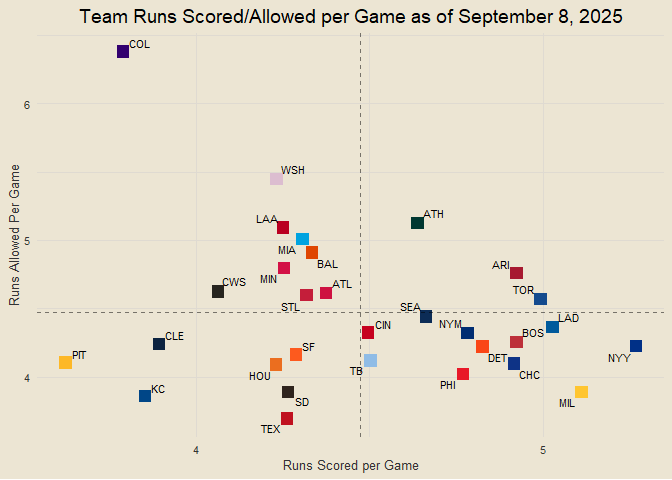 Team Runs Scored/Allowed per Game as of September 8, 2025
COL
6
WSH
LAA
ATH
MIA
BAL
5
ARI
MIN
CWS
ATL
TOR
STL
SEA
LAD
NYM
CIN
BOS
CLE
SF
PIT
DET
NYY
TB
HOU
CHC
4
PHI
KC
SD
MIL
TEX
4
5
Runs Allowed Per Game
Runs Scored per Game